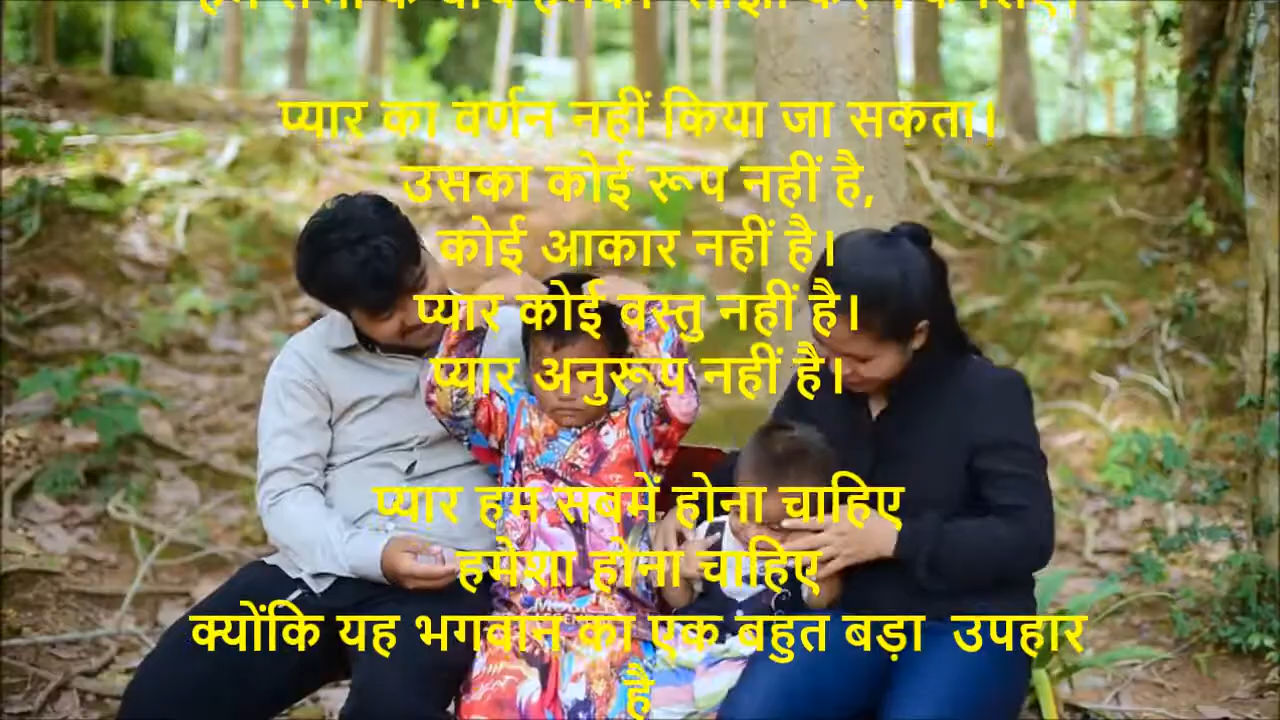 प्यार का वर्णन नहीं किया जा सकता।
उसका कोई रूप नहीं है,
कोई आकार नहीं है।
प्यार कोई वस्तु नहीं है।
प्यार अनुरूप नहीं है।
प्यार हम सबमें होना चाहिए
हमेशा होना चाहिए
क्योंकि यह भगवान का एक बहुत बड़ा उपहार
है